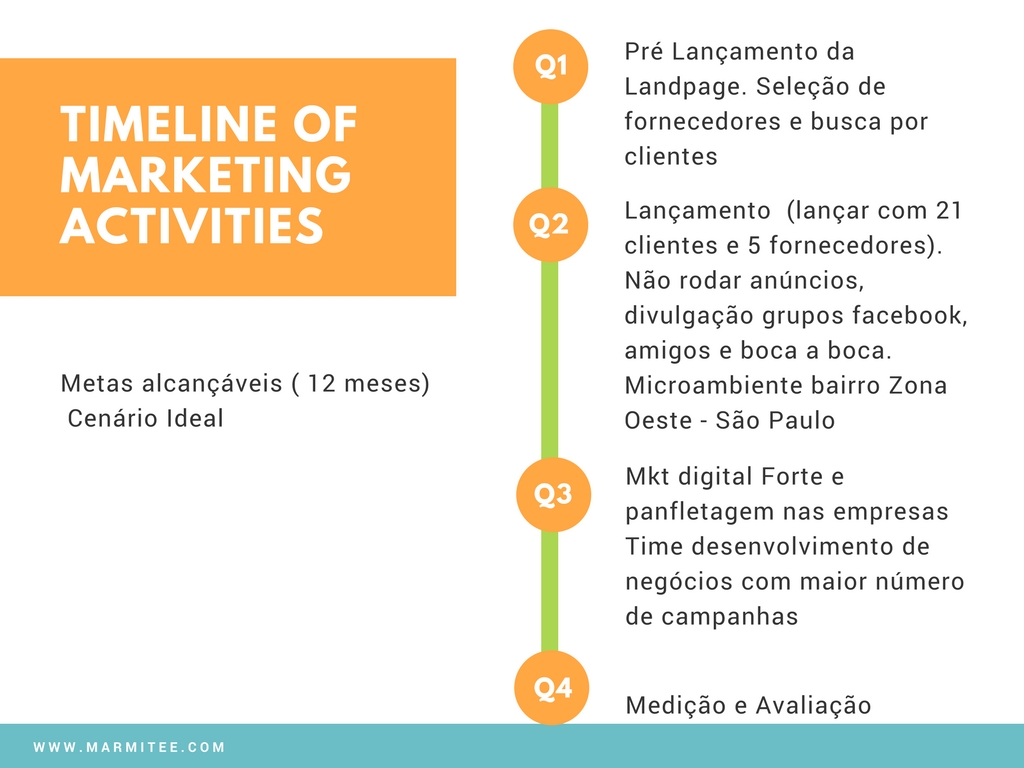 TIMELINE OF
MARKETING
ACTIVITIES
Metas alcançáveis ( 12 meses)
Cenário Ideal
Q1
Pré Lançamento da
Landpage. Seleção de
fornecedores e busca por
clientes
Q2
Lançamento  (lançar com 21
clientes e 5 fornecedores).
Não rodar anúncios,
divulgação grupos facebook,
amigos e boca a boca.
Microambiente bairro Zona
Oeste - São Paulo
Q3
Mkt digital Forte e
panfletagem nas empresas
Time desenvolvimento de
negócios com maior número
de campanhas
Q4
Medição e Avaliação
WWW.MARMITEE.COM